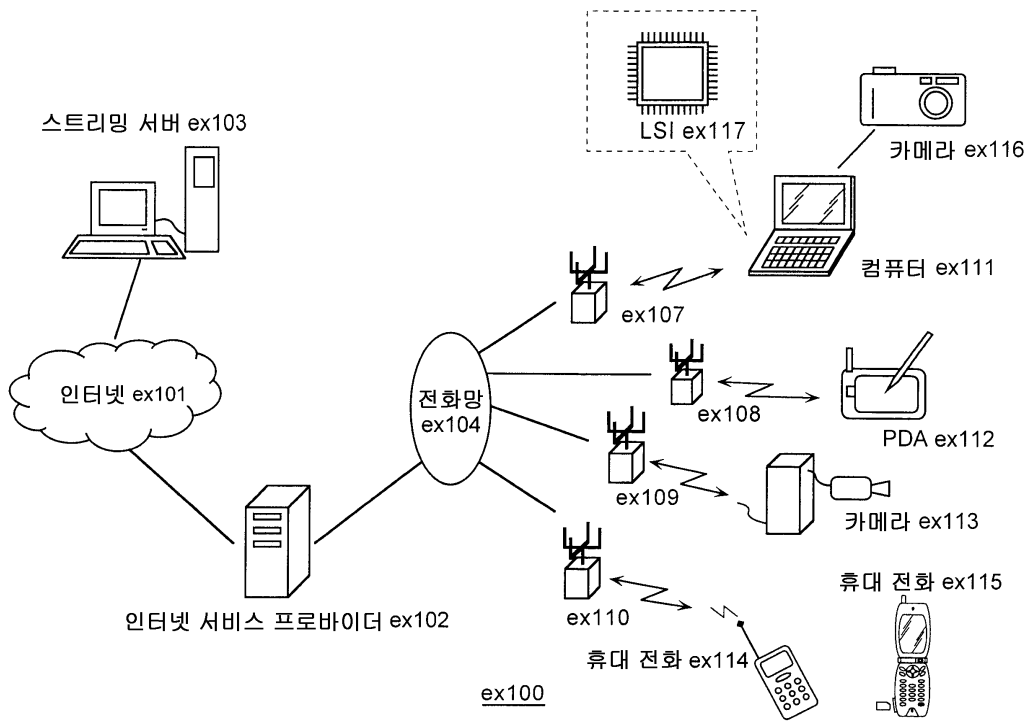 LSI ex117
스트리밍 서버 ex103
카메라 ex116
컴퓨터 ex111
ex107
인터넷 ex101
전화망
ex104
ex108
PDA ex112
ex109
카메라 ex113
휴대 전화 ex115
인터넷 서비스 프로바이더 ex102
ex110
휴대 전화 ex114
ex100